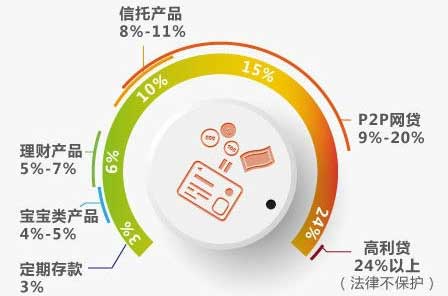 信托产品
8%-11%
10%
15%
P2P网贷
9%-20%
理财产品
5%-7%
6%
宝宝类产品
4%-5%
3%
24%
定期存款
3%
高利贷
24%以上
（法律不保护）